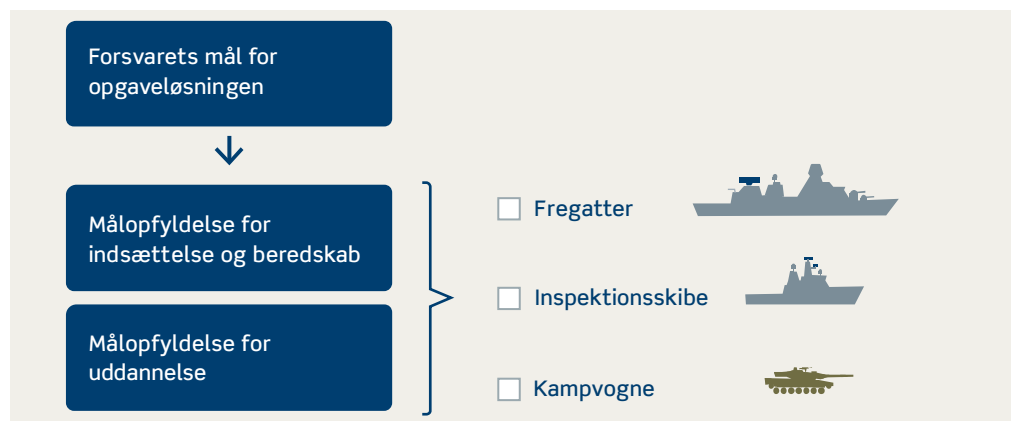 Forsvarets mål for
opgaveløsningen
Målopfyldelse for
indsættelse og beredskab
Målopfyldelse for
uddannelse
Fregatter
Inspektionsskibe
Kampvogne